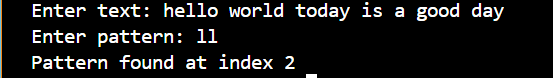 Enter text: hello world today is a good day
Enter pattern: ll
Pattern found at index 2